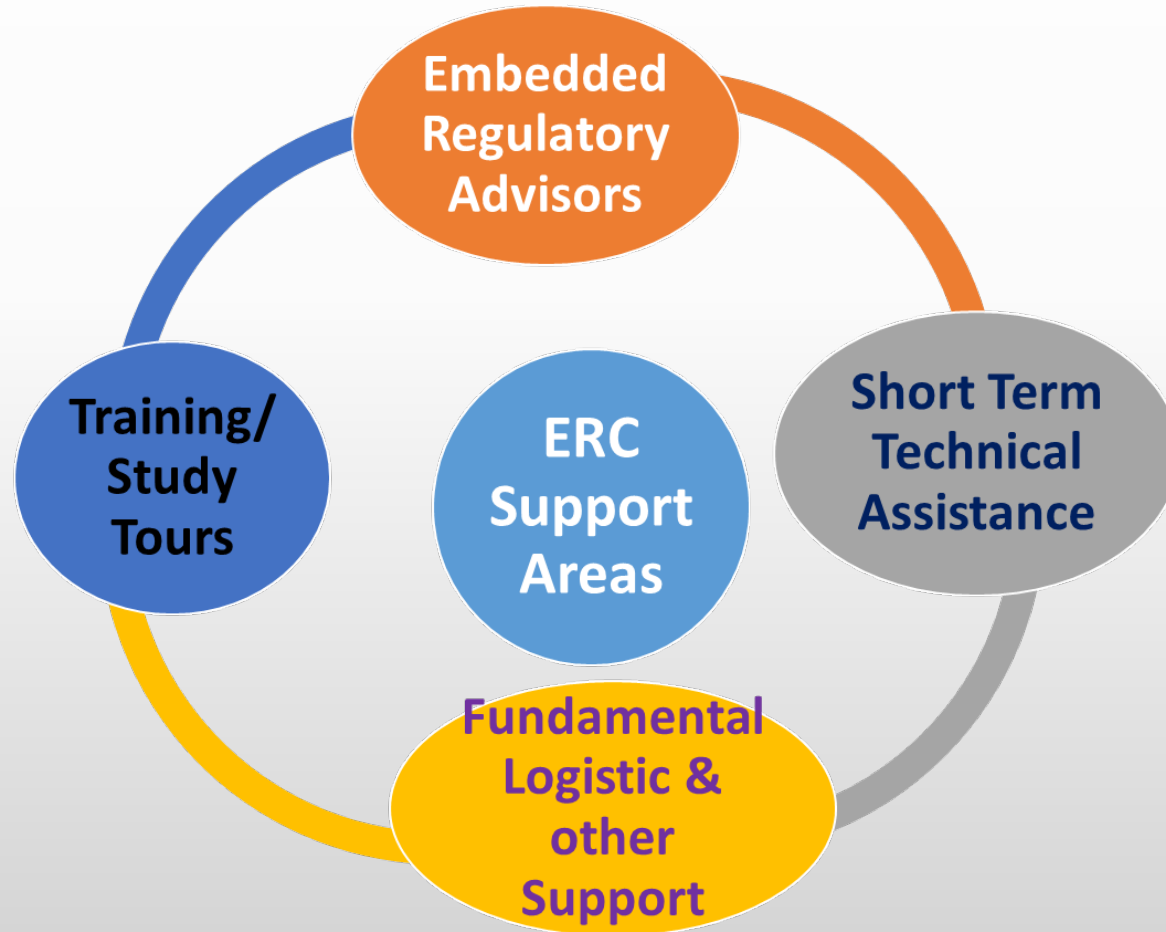 Embedded
Regulatory
Advisors
Short Term
Technical
Assistance
Training/
Study
Tours
ERC
Support
Areas
Fundamental
Logistic &
other
Support